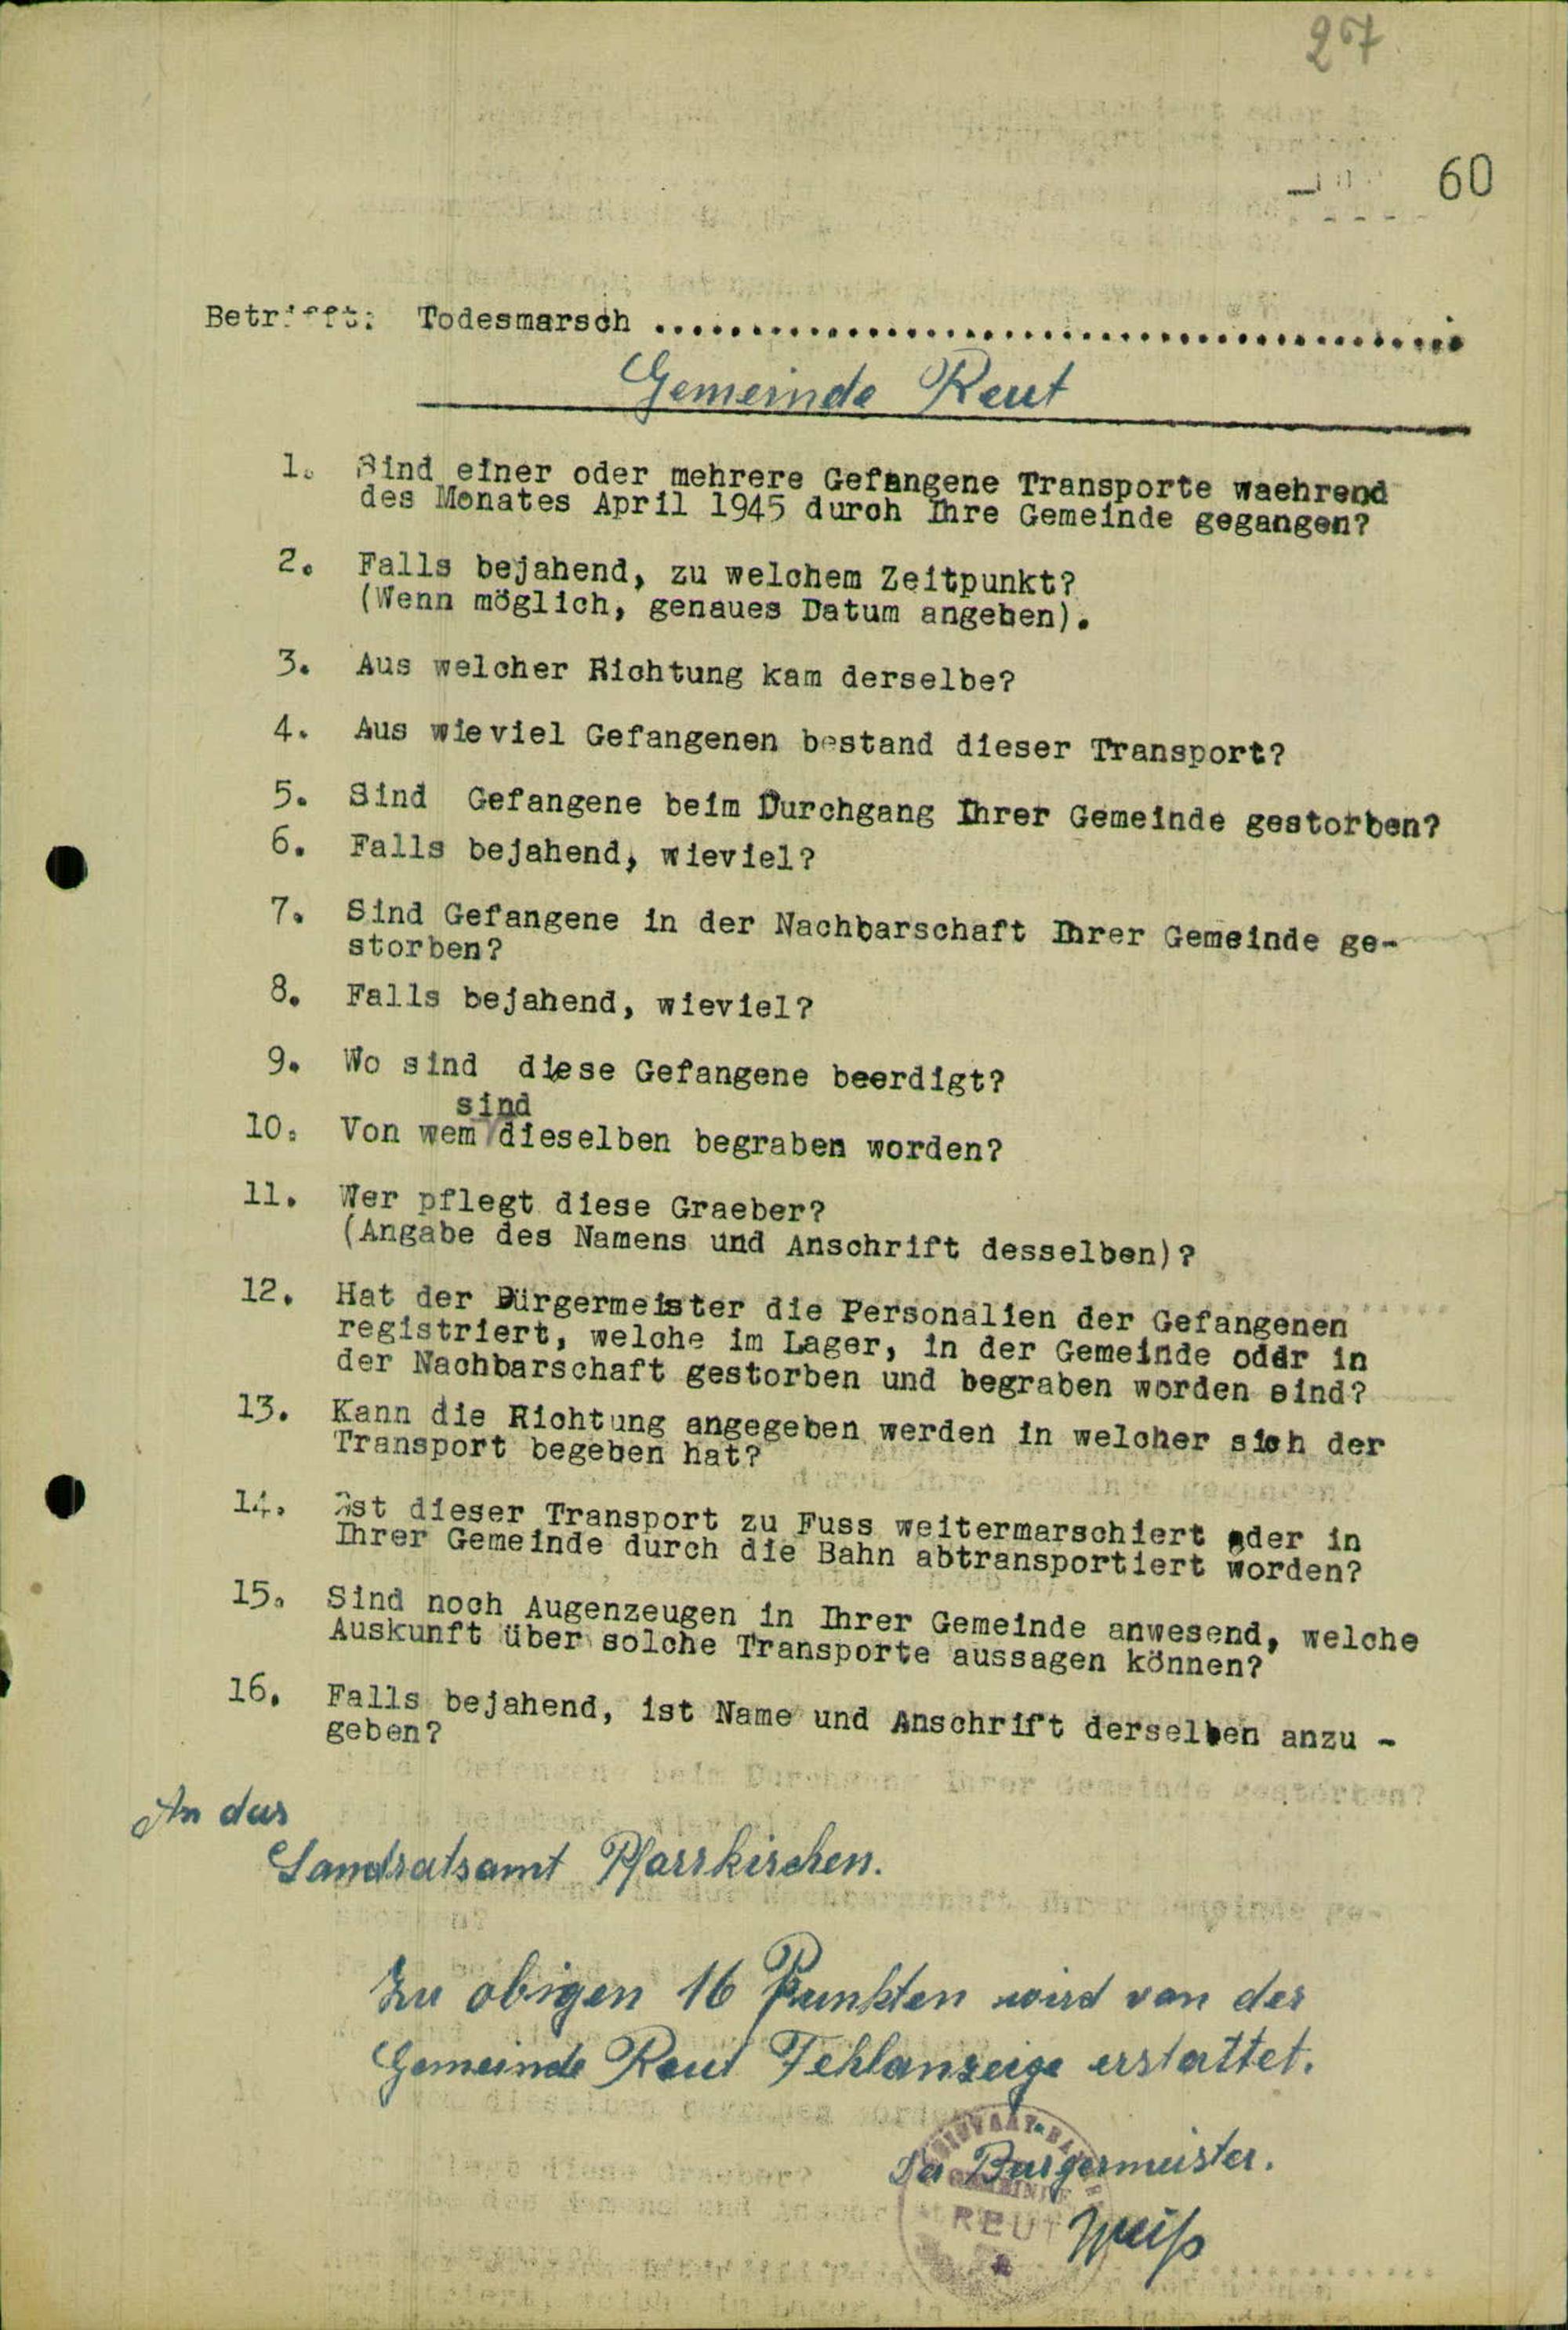 27
60
Betrifft: Todesmarsch ..........................................
Gemeinde Reut
1. Sind einer oder mehrere Gefangene Transporte waehrend
des Monates April 1945 durch Ihre Gemeinde gegangen?
2. Falls bejahend, zu welchem Zeitpunkt?
(Wenn möglich, genaues Datum angeben).
3. Aus welcher Richtung kam derselbe?
4. Aus wieviel Gefangenen bestand dieser Transport?
5. Sind Gefangene beim Durchgang Ihrer Gemeinde gestorben?
6. Falls bejahend, wieviel?
7. Sind Gefangene in der Nachbarschaft Ihrer Gemeinde ge-
storben?
8. Falls bejahend, wieviel?
9. Wo sind diese Gefangene beerdigt?
sind
10. Von wem dieselben begraben worden?
11. Wer pflegt diese Graeber?
(Angabe des Namens und Anschrift desselben)?
12. Hat der Bürgermeister die Personalien der Gefangenen
registriert, welche im Lager, in der Gemeinde oder in
der Nachbarschaft gestorben und begraben worden sind?
13. Kann die Richtung angegeben werden in welcher sich der
Transport begeben hat?
14. Ist dieser Transport zu Fuss weitermarschiert oder in
Ihrer Gemeinde durch die Bahn abtransportiert worden?
15. Sind noch Augenzeugen in Ihrer Gemeinde anwesend, welche
Auskunft über solche Transporte aussagen können?
16. Falls bejahend, ist Name und Anschrift derselben anzu -
geben?
An das
Landratsamt Pfarrkirchen.
Zu obigen 16 Punkten wird von der
Gemeinde Reut Fehlanzeige erstattet.
Der Bürgermeister.
REUT
Weiß